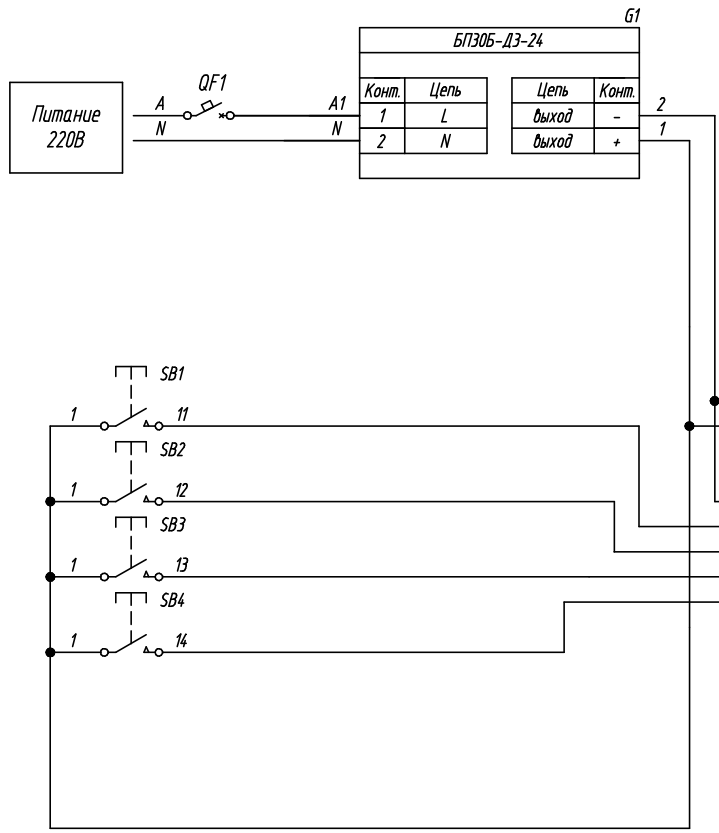 G1
БП30Б-Д3-24
QF1
Питание
220В
A
N
A1
N
Конт. Цепь
1 L
2 N
Цепь Конт.
выход -
выход +
2
1
SB1
1 11
SB2
1 12
SB3
1 13
SB4
1 14